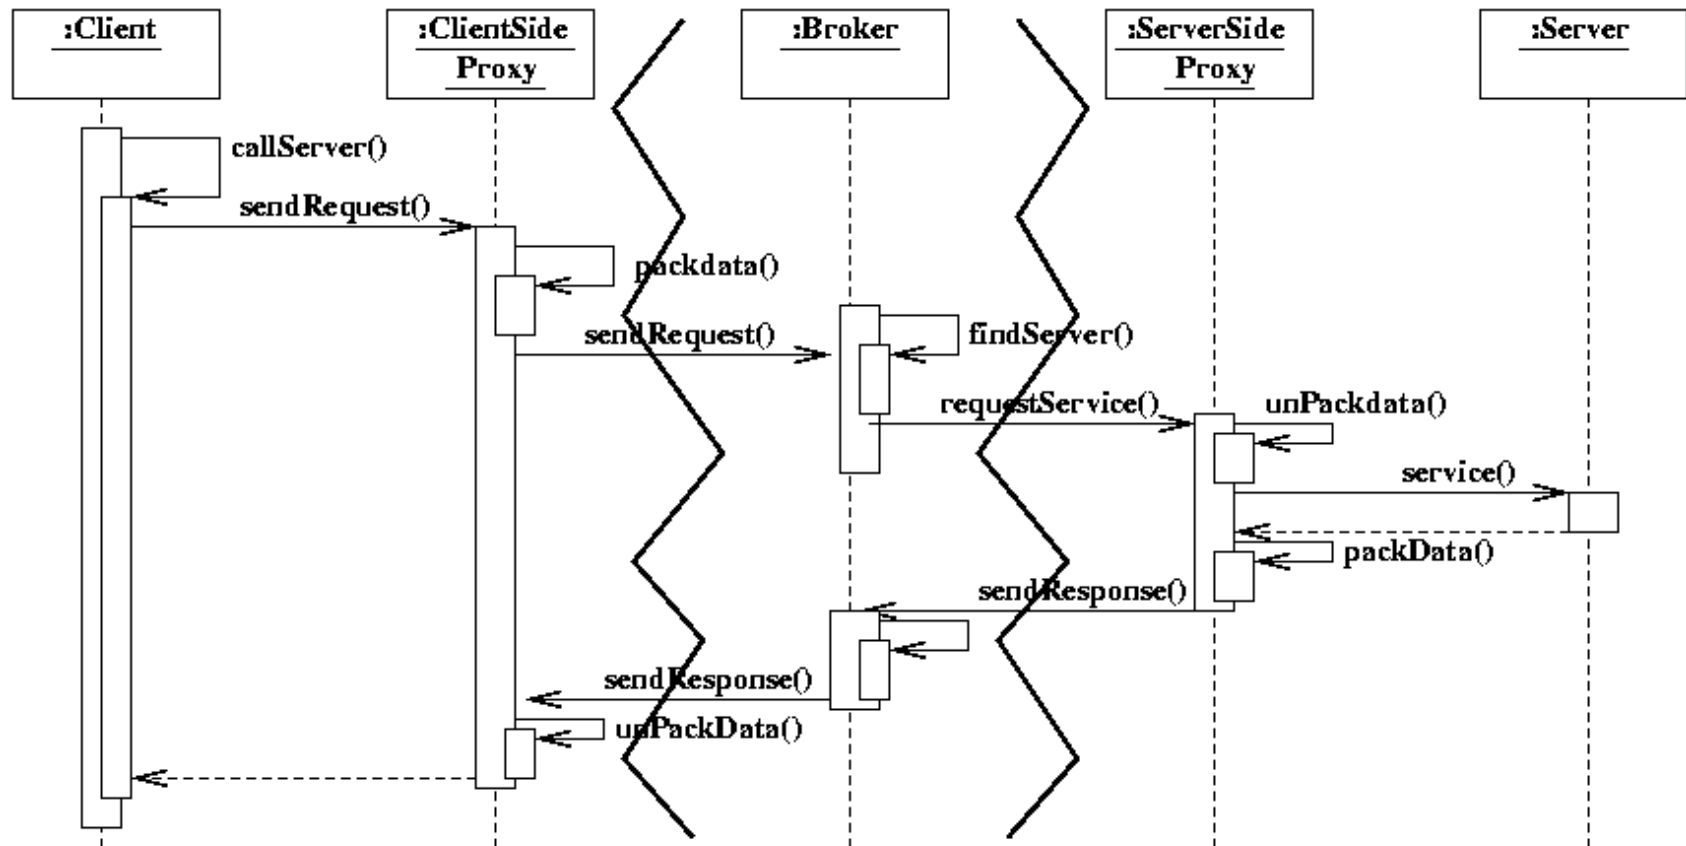 :Client
:ClientSide
Proxy
:Broker
:ServerSide
Proxy
:Server
callServer()
sendRequest()
packdata()
sendRequest()
findServer()
requestService()
unPackdata()
service()
packData()
sendResponse()
sendResponse()
unPackData()